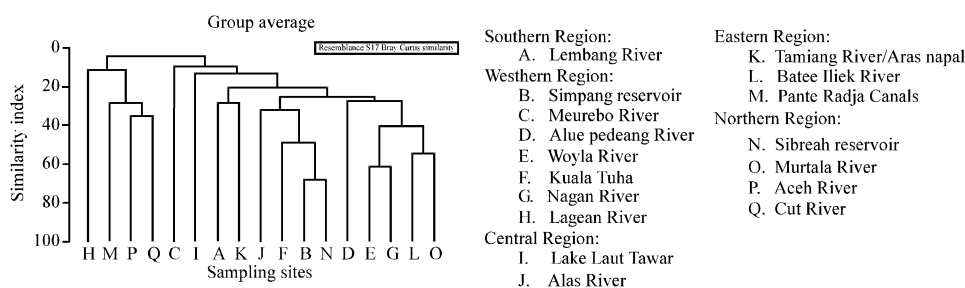 Group average
Resemblance S17 Bray Curtis similarity
Similarity index
0
20
40
60
80
100
H M P Q C I A K J F B N D E G L O
Sampling sites
Southern Region:
A. Lembang River
Westhern Region:
B. Simpang reservoir
C. Meurebo River
D. Alue pedeang River
E. Woyla River
F. Kuala Tuha
G. Nagan River
H. Lagean River
Central Region:
I. Lake Laut Tawar
J. Alas River
Eastern Region:
K. Tamiang River/Aras napal
L. Batee Iliek River
M. Pante Radja Canals
Northern Region:
N. Sibreah reservoir
O. Murtala River
P. Aceh River
Q. Cut River